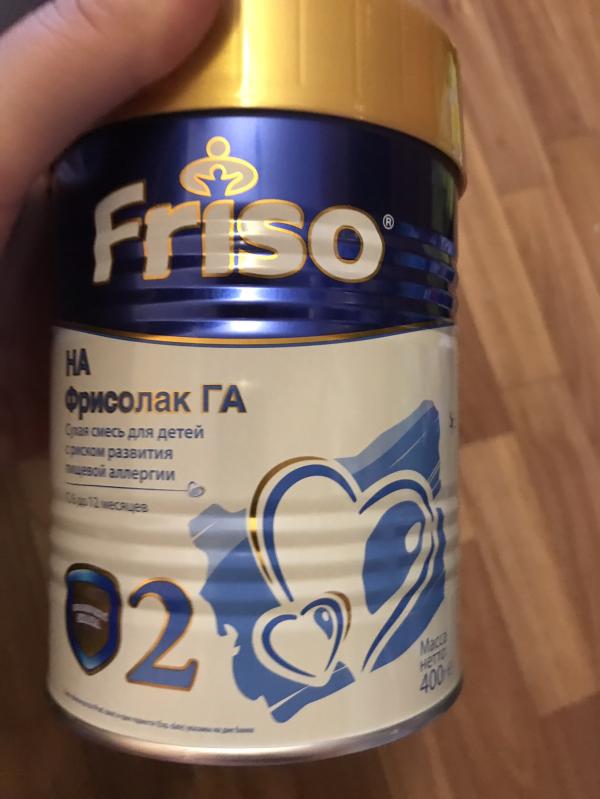 Friso®
HA
Фрисолак ГА
Сухая смесь для детей
с риском развития
пищевой аллергии
С 6 до 12 месяцев
2
Масса
нетто
400